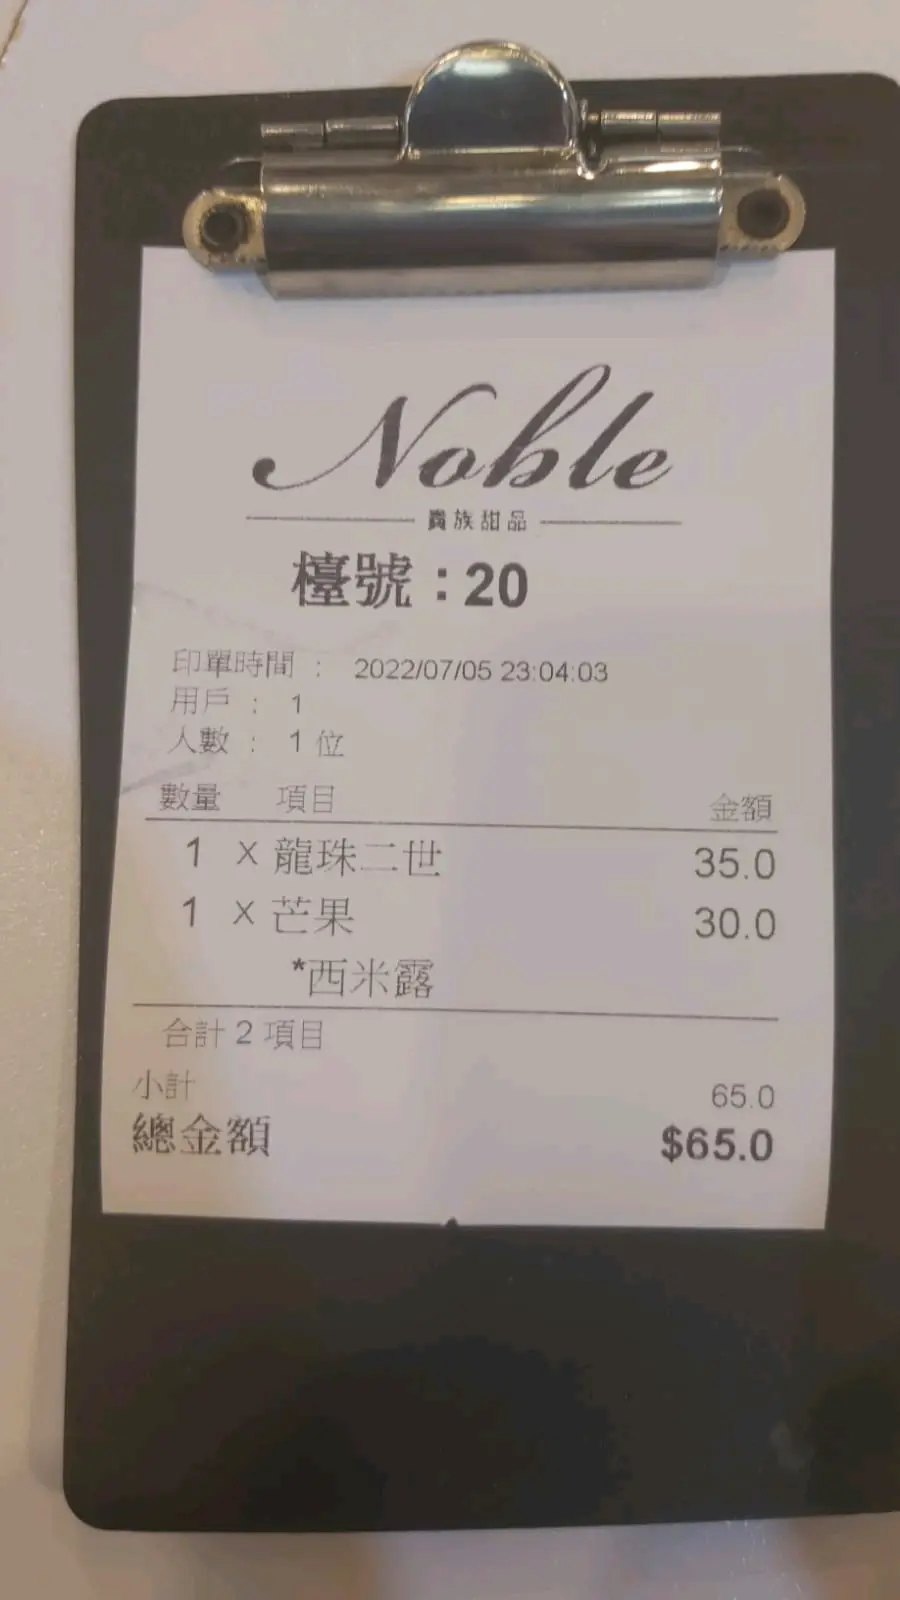 Noble
貴族甜品
檯號：20
印單時間 ： 2022/07/05 23:04:03
用戶 ： 1
人數 ： 1 位
數量 項目 金額
1 X 龍珠二世 35.0
1 X 芒果 30.0
*西米露
合計 2 項目
小計 65.0
總金額 $65.0